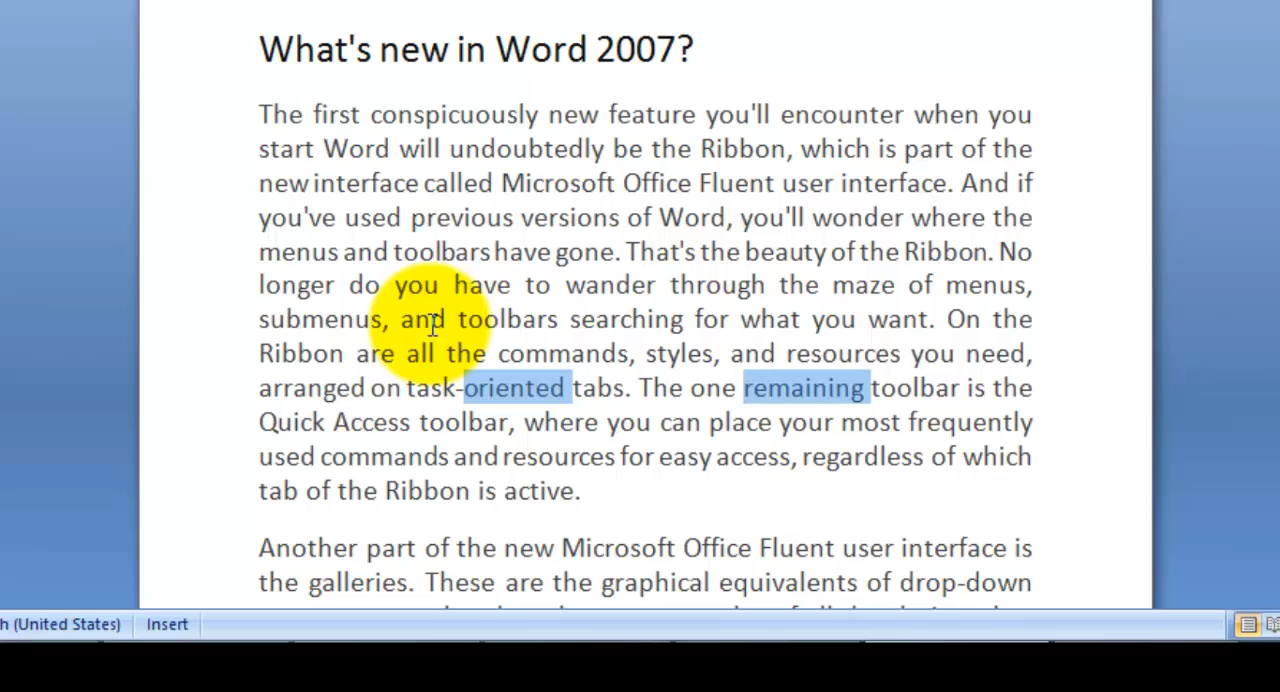 What's new in Word 2007?
The first conspicuously new feature you'll encounter when you
start Word will undoubtedly be the Ribbon, which is part of the
new interface called Microsoft Office Fluent user interface. And if
you've used previous versions of Word, you'll wonder where the
menus and toolbars have gone. That's the beauty of the Ribbon. No
longer do you have to wander through the maze of menus,
submenus, and toolbars searching for what you want. On the
Ribbon are all the commands, styles, and resources you need,
arranged on task-oriented tabs. The one remaining toolbar is the
Quick Access toolbar, where you can place your most frequently
used commands and resources for easy access, regardless of which
tab of the Ribbon is active.
Another part of the new Microsoft Office Fluent user interface is
the galleries. These are the graphical equivalents of drop-down
h (United States) Insert